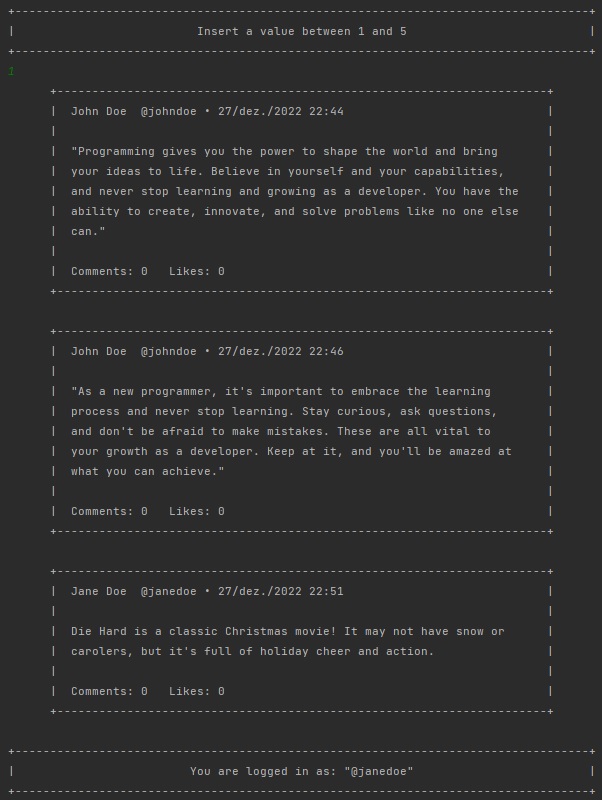 Insert a value between 1 and 5
1
John Doe  @johndoe • 27/dez./2022 22:44
"Programming gives you the power to shape the world and bring
your ideas to life. Believe in yourself and your capabilities,
and never stop learning and growing as a developer. You have the
ability to create, innovate, and solve problems like no one else
can."
Comments: 0   Likes: 0
John Doe  @johndoe • 27/dez./2022 22:46
"As a new programmer, it's important to embrace the learning
process and never stop learning. Stay curious, ask questions,
and don't be afraid to make mistakes. These are all vital to
your growth as a developer. Keep at it, and you'll be amazed at
what you can achieve."
Comments: 0   Likes: 0
Jane Doe  @janedoe • 27/dez./2022 22:51
Die Hard is a classic Christmas movie! It may not have snow or
carolers, but it's full of holiday cheer and action.
Comments: 0   Likes: 0
You are logged in as: "@janedoe"